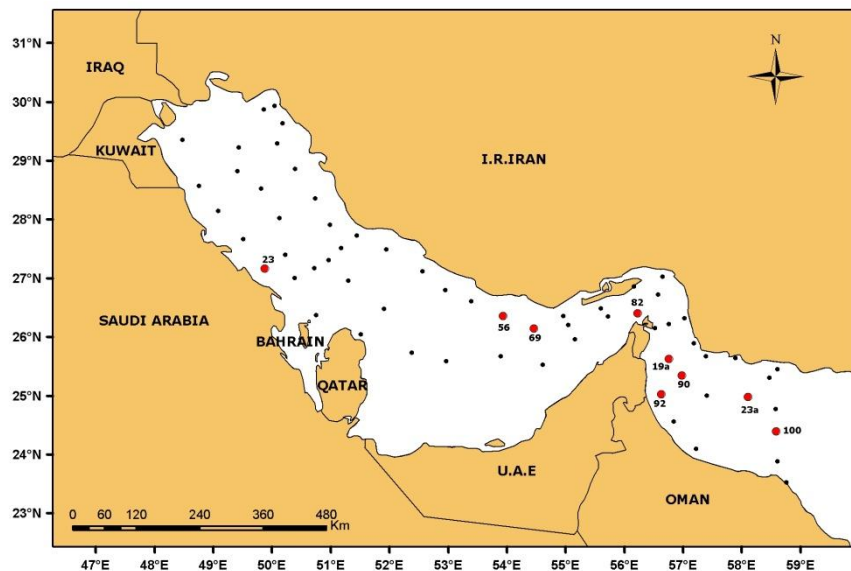 31°N
30°N
29°N
28°N
27°N
26°N
25°N
24°N
23°N
N
IRAQ
KUWAIT
I.R.IRAN
23
SAUDI ARABIA
BAHRAIN
QATAR
56
69
82
19a
90
92
23a
100
U.A.E
OMAN
0 60 120 240 360 480
Km
47°E 48°E 49°E 50°E 51°E 52°E 53°E 54°E 55°E 56°E 57°E 58°E 59°E